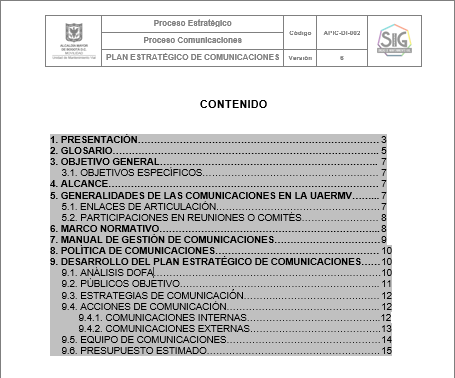 ALCALDÍA MAYOR
DE BOGOTÁ D.C.
Proceso Estratégico
Proceso Comunicaciones
PLAN ESTRATÉGICO DE COMUNICACIONES
Código
APIC-DI-002
Versión
6
SIG
CONTENIDO
1. PRESENTACIÓN 3
2. GLOSARIO 5
3. OBJETIVO GENERAL 7
3.1. OBJETIVOS ESPECÍFICOS 7
4. ALCANCE 7
5. GENERALIDADES DE LAS COMUNICACIONES EN LA UAERMV 7
5.1. ENLACES DE ARTICULACIÓN 7
5.2. PARTICIPACIONES EN REUNIONES O COMITÉS 8
6. MARCO NORMATIVO 8
7. MANUAL DE GESTIÓN DE COMUNICACIONES 9
8. POLÍTICA DE COMUNICACIONES 10
9. DESARROLLO DEL PLAN ESTRATÉGICO DE COMUNICACIONES 10
9.1. ANÁLISIS DOFA 10
9.2. PÚBLICOS OBJETIVO 11
9.3. ESTRATEGIAS DE COMUNICACIÓN 12
9.4. ACCIONES DE COMUNICACIÓN 12
9.4.1. COMUNICACIONES INTERNAS 12
9.4.2. COMUNICACIONES EXTERNAS 13
9.5. EQUIPO DE COMUNICACIONES 14
9.6. PRESUPUESTO ESTIMADO 15